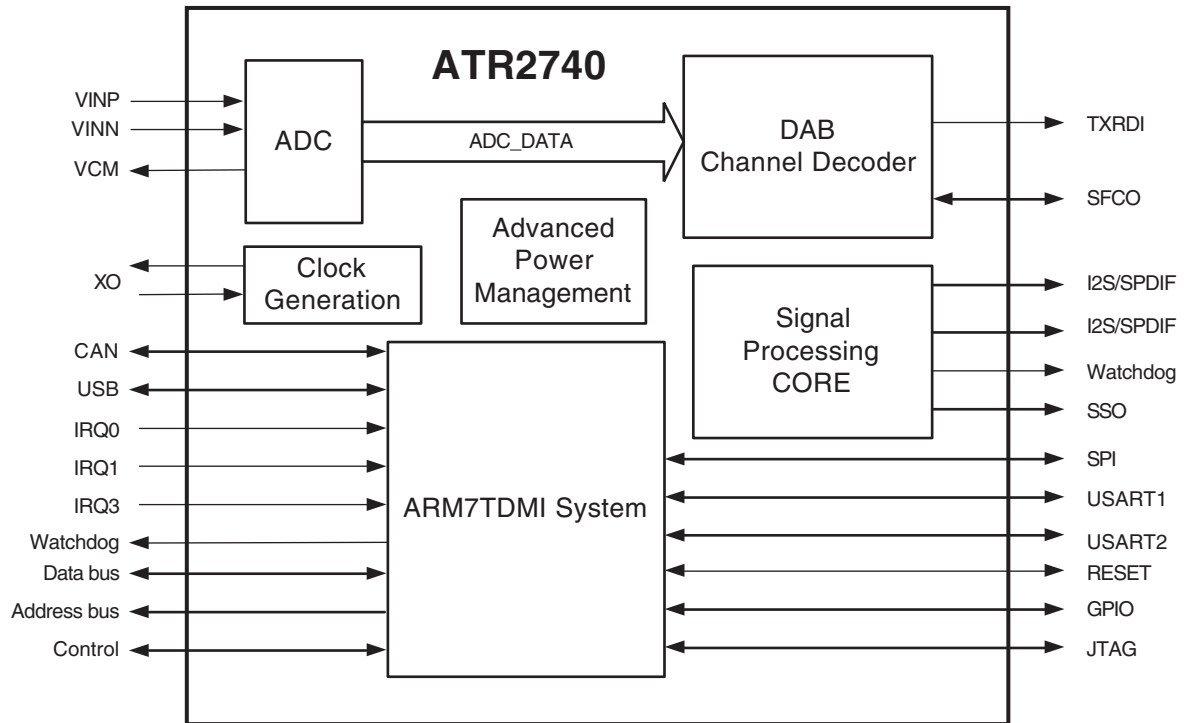 ATR2740
VINP
VINN
VCM
ADC
ADC_DATA
DAB
Channel Decoder
TXRDI
SFCO
XO
Clock
Generation
Advanced
Power
Management
Signal
Processing
CORE
I2S/SPDIF
I2S/SPDIF
Watchdog
SSO
CAN
USB
IRQ0
IRQ1
IRQ3
Watchdog
Data bus
Address bus
Control
ARM7TDMI System
SPI
USART1
USART2
RESET
GPIO
JTAG